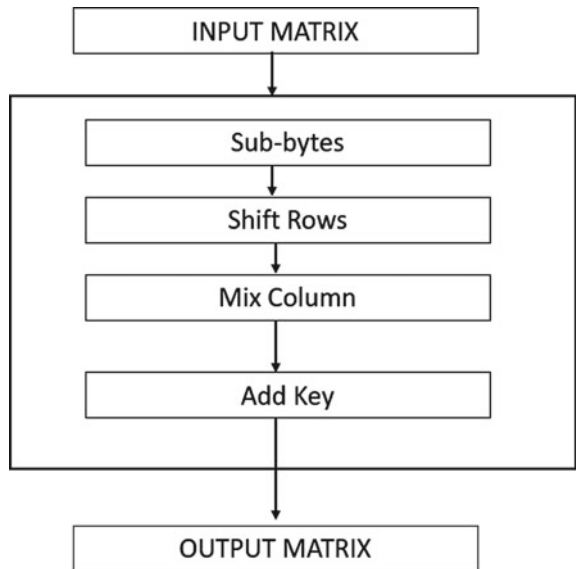 INPUT MATRIX
Sub-bytes
Shift Rows
Mix Column
Add Key
OUTPUT MATRIX